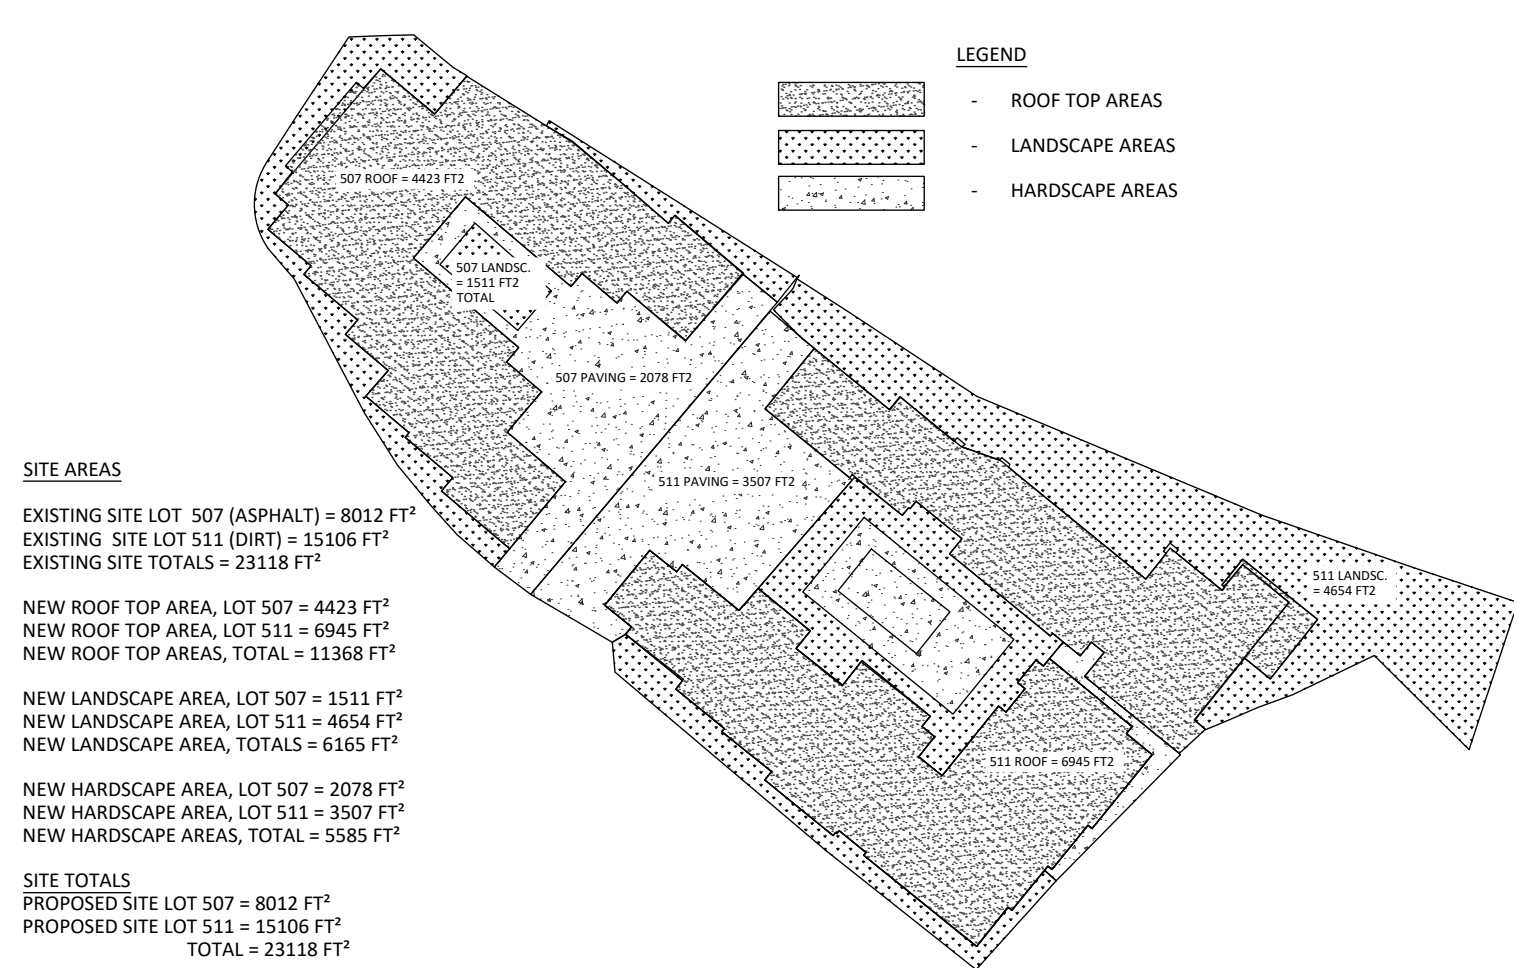 LEGEND
- ROOF TOP AREAS
- LANDSCAPE AREAS
- HARDSCAPE AREAS
507 ROOF = 4423 FT2
507 LANDSC.
= 1511 FT2
TOTAL
507 PAVING = 2078 FT2
511 PAVING = 3507 FT2
511 LANDSC.
= 4654 FT2
511 ROOF = 6945 FT2
SITE AREAS
EXISTING SITE LOT 507 (ASPHALT) = 8012 FT²
EXISTING SITE LOT 511 (DIRT) = 15106 FT²
EXISTING SITE TOTALS = 23118 FT²
NEW ROOF TOP AREA, LOT 507 = 4423 FT²
NEW ROOF TOP AREA, LOT 511 = 6945 FT²
NEW ROOF TOP AREAS, TOTAL = 11368 FT²
NEW LANDSCAPE AREA, LOT 507 = 1511 FT²
NEW LANDSCAPE AREA, LOT 511 = 4654 FT²
NEW LANDSCAPE AREA, TOTALS = 6165 FT²
NEW HARDSCAPE AREA, LOT 507 = 2078 FT²
NEW HARDSCAPE AREA, LOT 511 = 3507 FT²
NEW HARDSCAPE AREAS, TOTAL = 5585 FT²
SITE TOTALS
PROPOSED SITE LOT 507 = 8012 FT²
PROPOSED SITE LOT 511 = 15106 FT²
TOTAL = 23118 FT²